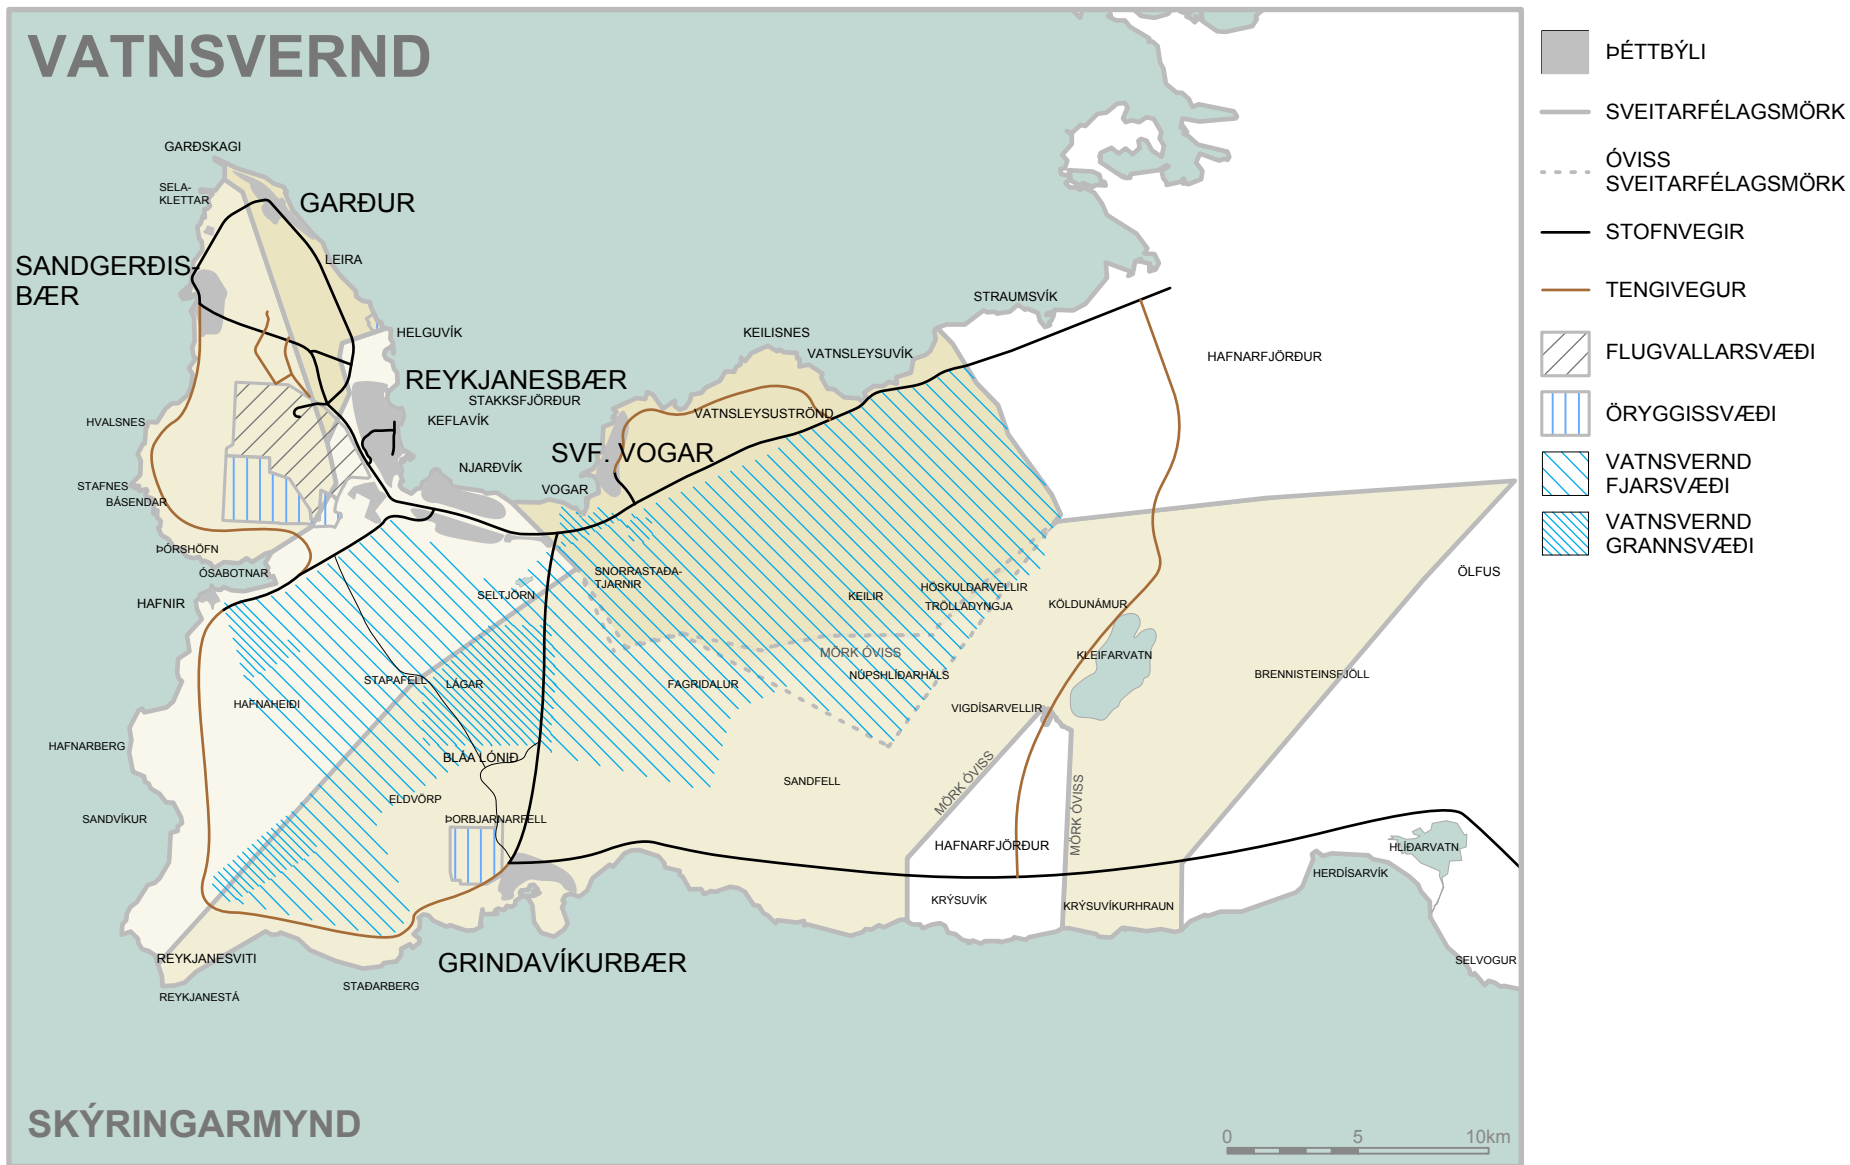 VATNSVERND
GARÐSKAGI
SELA-
KLETTAR
GARÐUR
SANDGERÐIS-
BÆR
LEIRA
HELGUVÍK
REYKJANESBÆR
STAKKSFJÖRÐUR
KEFLAVÍK
NJARÐVÍK
HVALSNES
STAFNES
BÁSENDAR
ÞÓRSHÖFN
ÓSABOTNAR
HAFNIR
STRAUMSVÍK
KEILISNES
VATNSLEYSUVÍK
VATNSLEYSUSTRÖND
SVF. VOGAR
VOGAR
HAFNARFJÖRÐUR
ÖLFUS
SNORRASTAÐA-
TJARNIR
SELTJÖRN
KEILIR
HÖSKULDARVELLIR
TRÖLLADYNGJA
KÖLDUNÁMUR
MÖRK ÓVISS
KLEIFARVATN
NÚPSHLÍÐARHÁLS
FAGRIDALUR
BRENNISTEINSFJÖLL
STAPAFELL
LÁGAR
HAFNAHEIÐI
VIGDÍSARVELLIR
HAFNARBERG
BLÁA LÓNIÐ
SANDFELL
MÖRK ÓVISS
MÖRK ÓVISS
ELDVÖRP
SANDVÍKUR
ÞORBJARNARFELL
HAFNARFJÖRÐUR
HLÍÐARVATN
HERDÍSARVÍK
KRÝSUVÍK
KRÝSUVÍKURHRAUN
REYKJANESVITI
GRINDAVÍKURBÆR
SELVOGUR
STAÐARBERG
REYKJANESTÁ
SKÝRINGARMYND
0 5 10km
ÞÉTTBÝLI
SVEITARFÉLAGSMÖRK
ÓVISS
SVEITARFÉLAGSMÖRK
STOFNVEGIR
TENGIVEGUR
FLUGVALLARSVÆÐI
ÖRYGGISSVÆÐI
VATNSVERND
FJARSVÆÐI
VATNSVERND
GRANNSVÆÐI